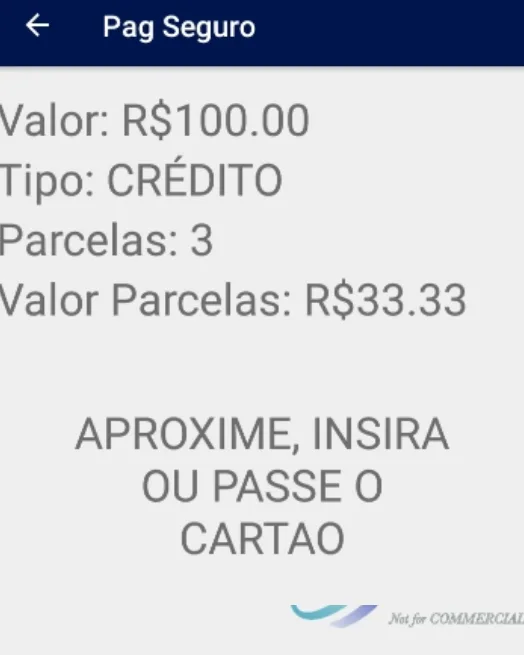 Pag Seguro
Valor: R$100.00
Tipo: CRÉDITO
Parcelas: 3
Valor Parcelas: R$33.33
APROXIME, INSIRA
OU PASSE O
CARTAO
Not for COMMERCIAL